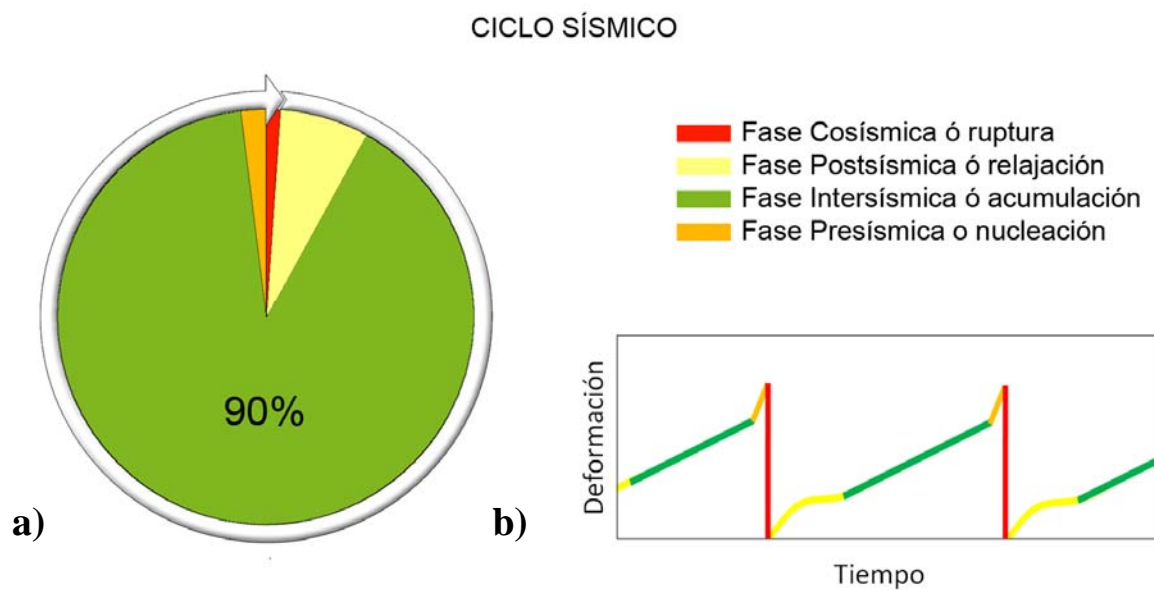 CICLO SÍSMICO
Fase Cosísmica ó ruptura
Fase Postsísmica ó relajación
Fase Intersísmica ó acumulación
Fase Presísmica o nucleación
90%
a)
b)
Deformación
Tiempo